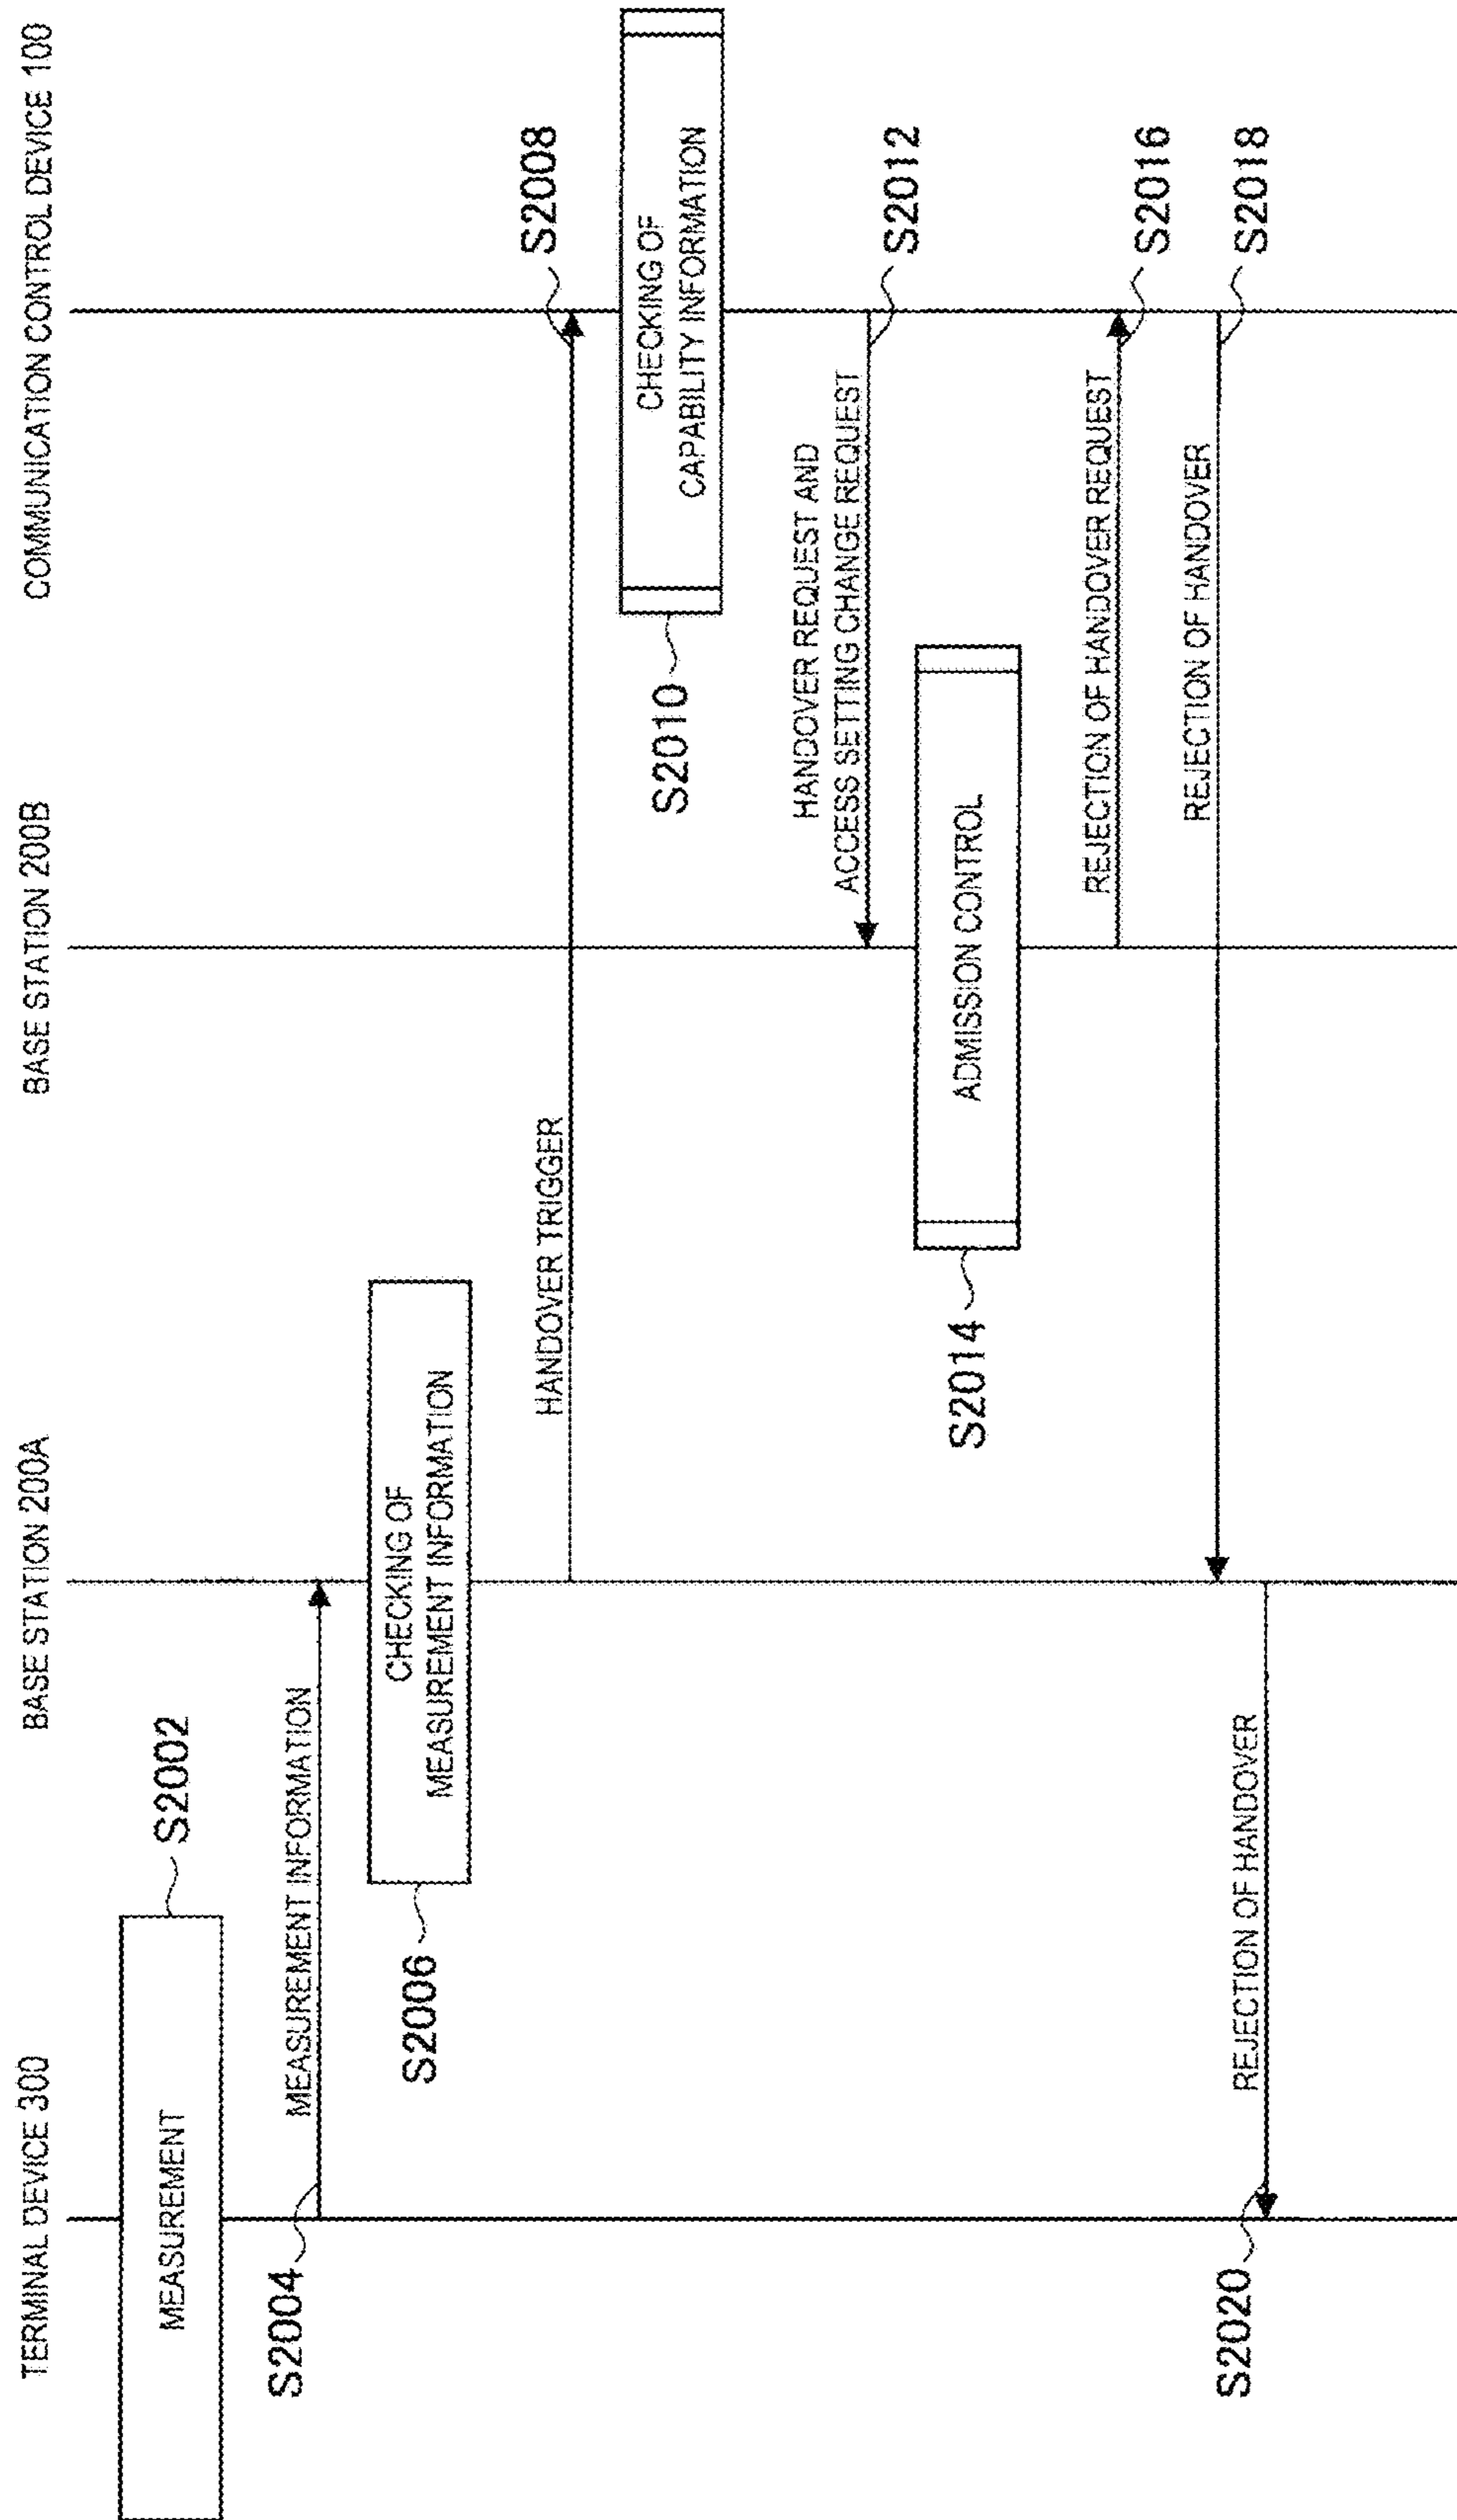 TERMINAL DEVICE 300
BASE STATION 200A
BASE STATION 200B
COMMUNICATION CONTROL DEVICE 100
MEASUREMENT
S2002
S2004
MEASUREMENT INFORMATION
S2006
CHECKING OF
MEASUREMENT INFORMATION
HANDOVER TRIGGER
S2008
S2010
CHECKING OF
CAPABILITY INFORMATION
HANDOVER REQUEST AND
ACCESS SETTING CHANGE REQUEST
S2012
S2014
ADMISSION CONTROL
REJECTION OF HANDOVER REQUEST
S2016
REJECTION OF HANDOVER
S2018
S2020
REJECTION OF HANDOVER